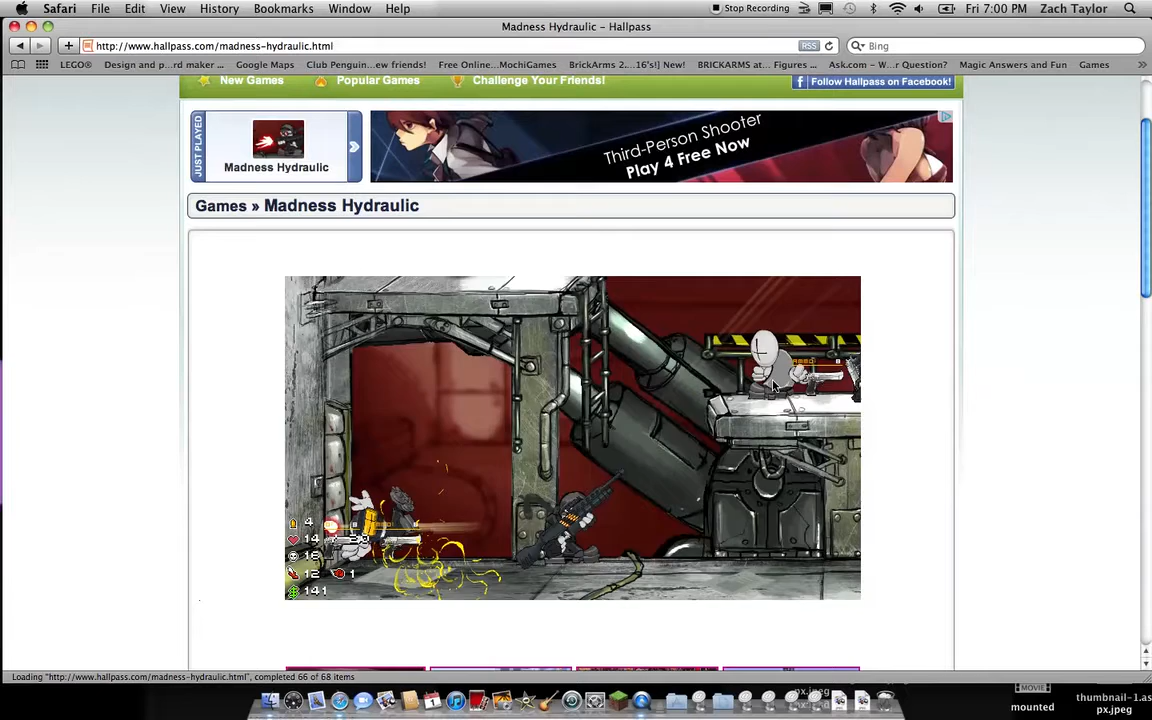 Safari File Edit View History Bookmarks Window Help Stop Recording Fri 7:00 PM Zach Taylor
Madness Hydraulic – Hallpass
http://www.hallpass.com/madness-hydraulic.html RSS Bing
LEGO® Design and p...rd maker ... Google Maps Club Penguin...ew friends! Free Online...MochiGames BrickArms 2....16's!] New! BRICKARMS at... Figures ... Ask.com – W...r Question? Magic Answers and Fun Games
New Games Popular Games Challenge Your Friends! Follow Hallpass on Facebook!
JUST PLAYED
Madness Hydraulic
Third-Person Shooter
Play 4 Free Now
Games » Madness Hydraulic
4
14
16
12 1
141
Loading "http://www.hallpass.com/madness-hydraulic.html", completed 66 of 68 items
MOVIE
mounted
px.jpeg
thumbnail-1.as
px.jpeg